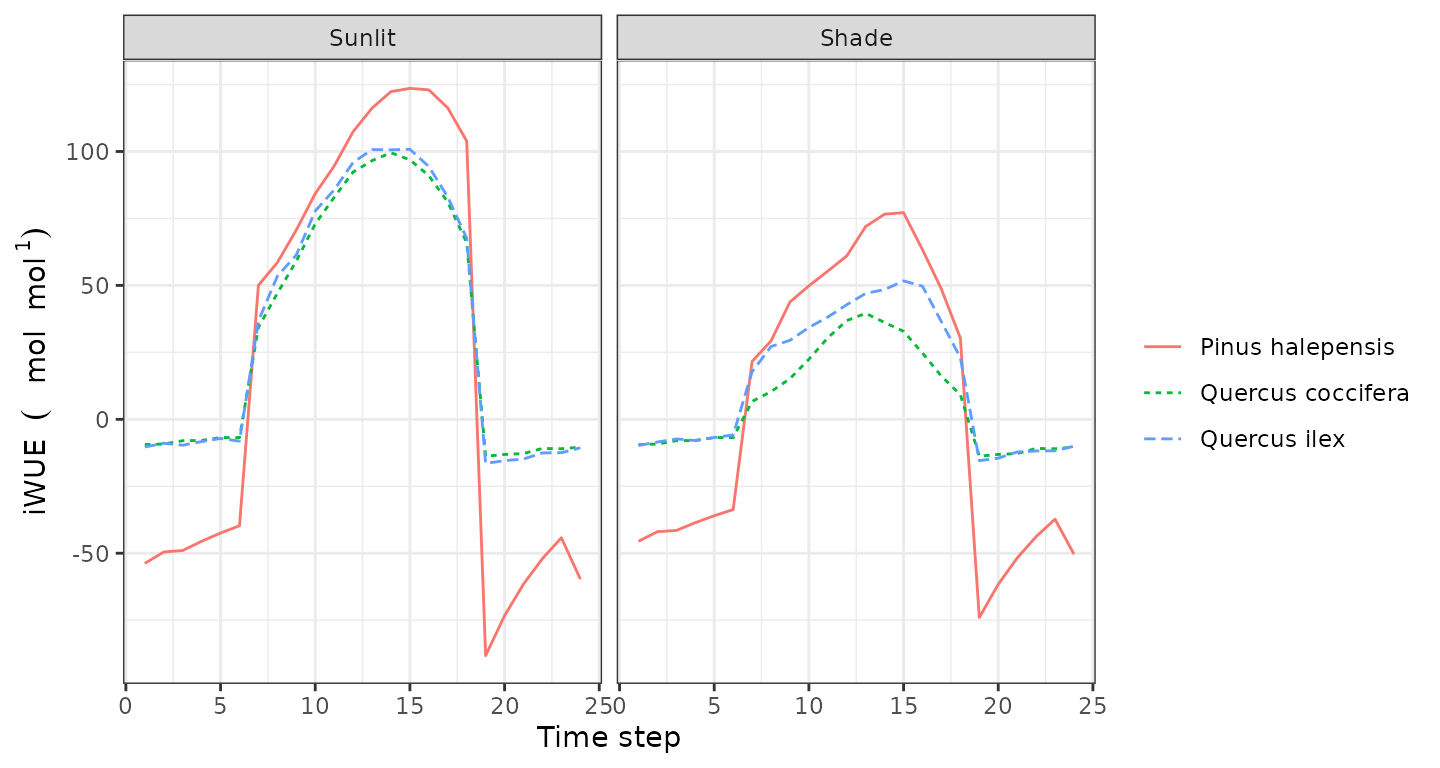 Sunlit
Shade
iWUE ( mol mol¹)
100
50
0
-50
0 5 10 15 20 25
0 5 10 15 20 25
Time step
Pinus halepensis
Quercus coccifera
Quercus ilex